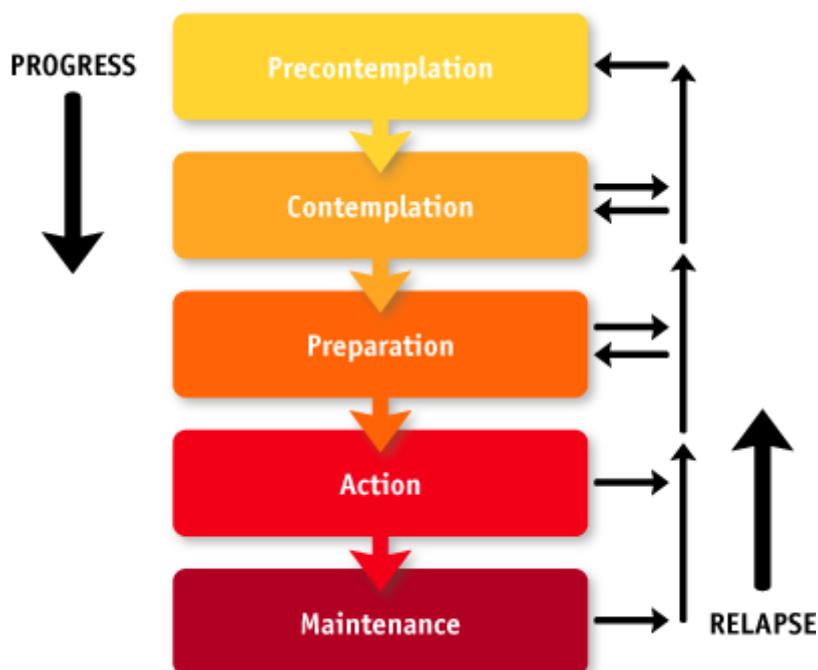 PROGRESS
Precontemplation
Contemplation
Preparation
Action
Maintenance
RELAPSE